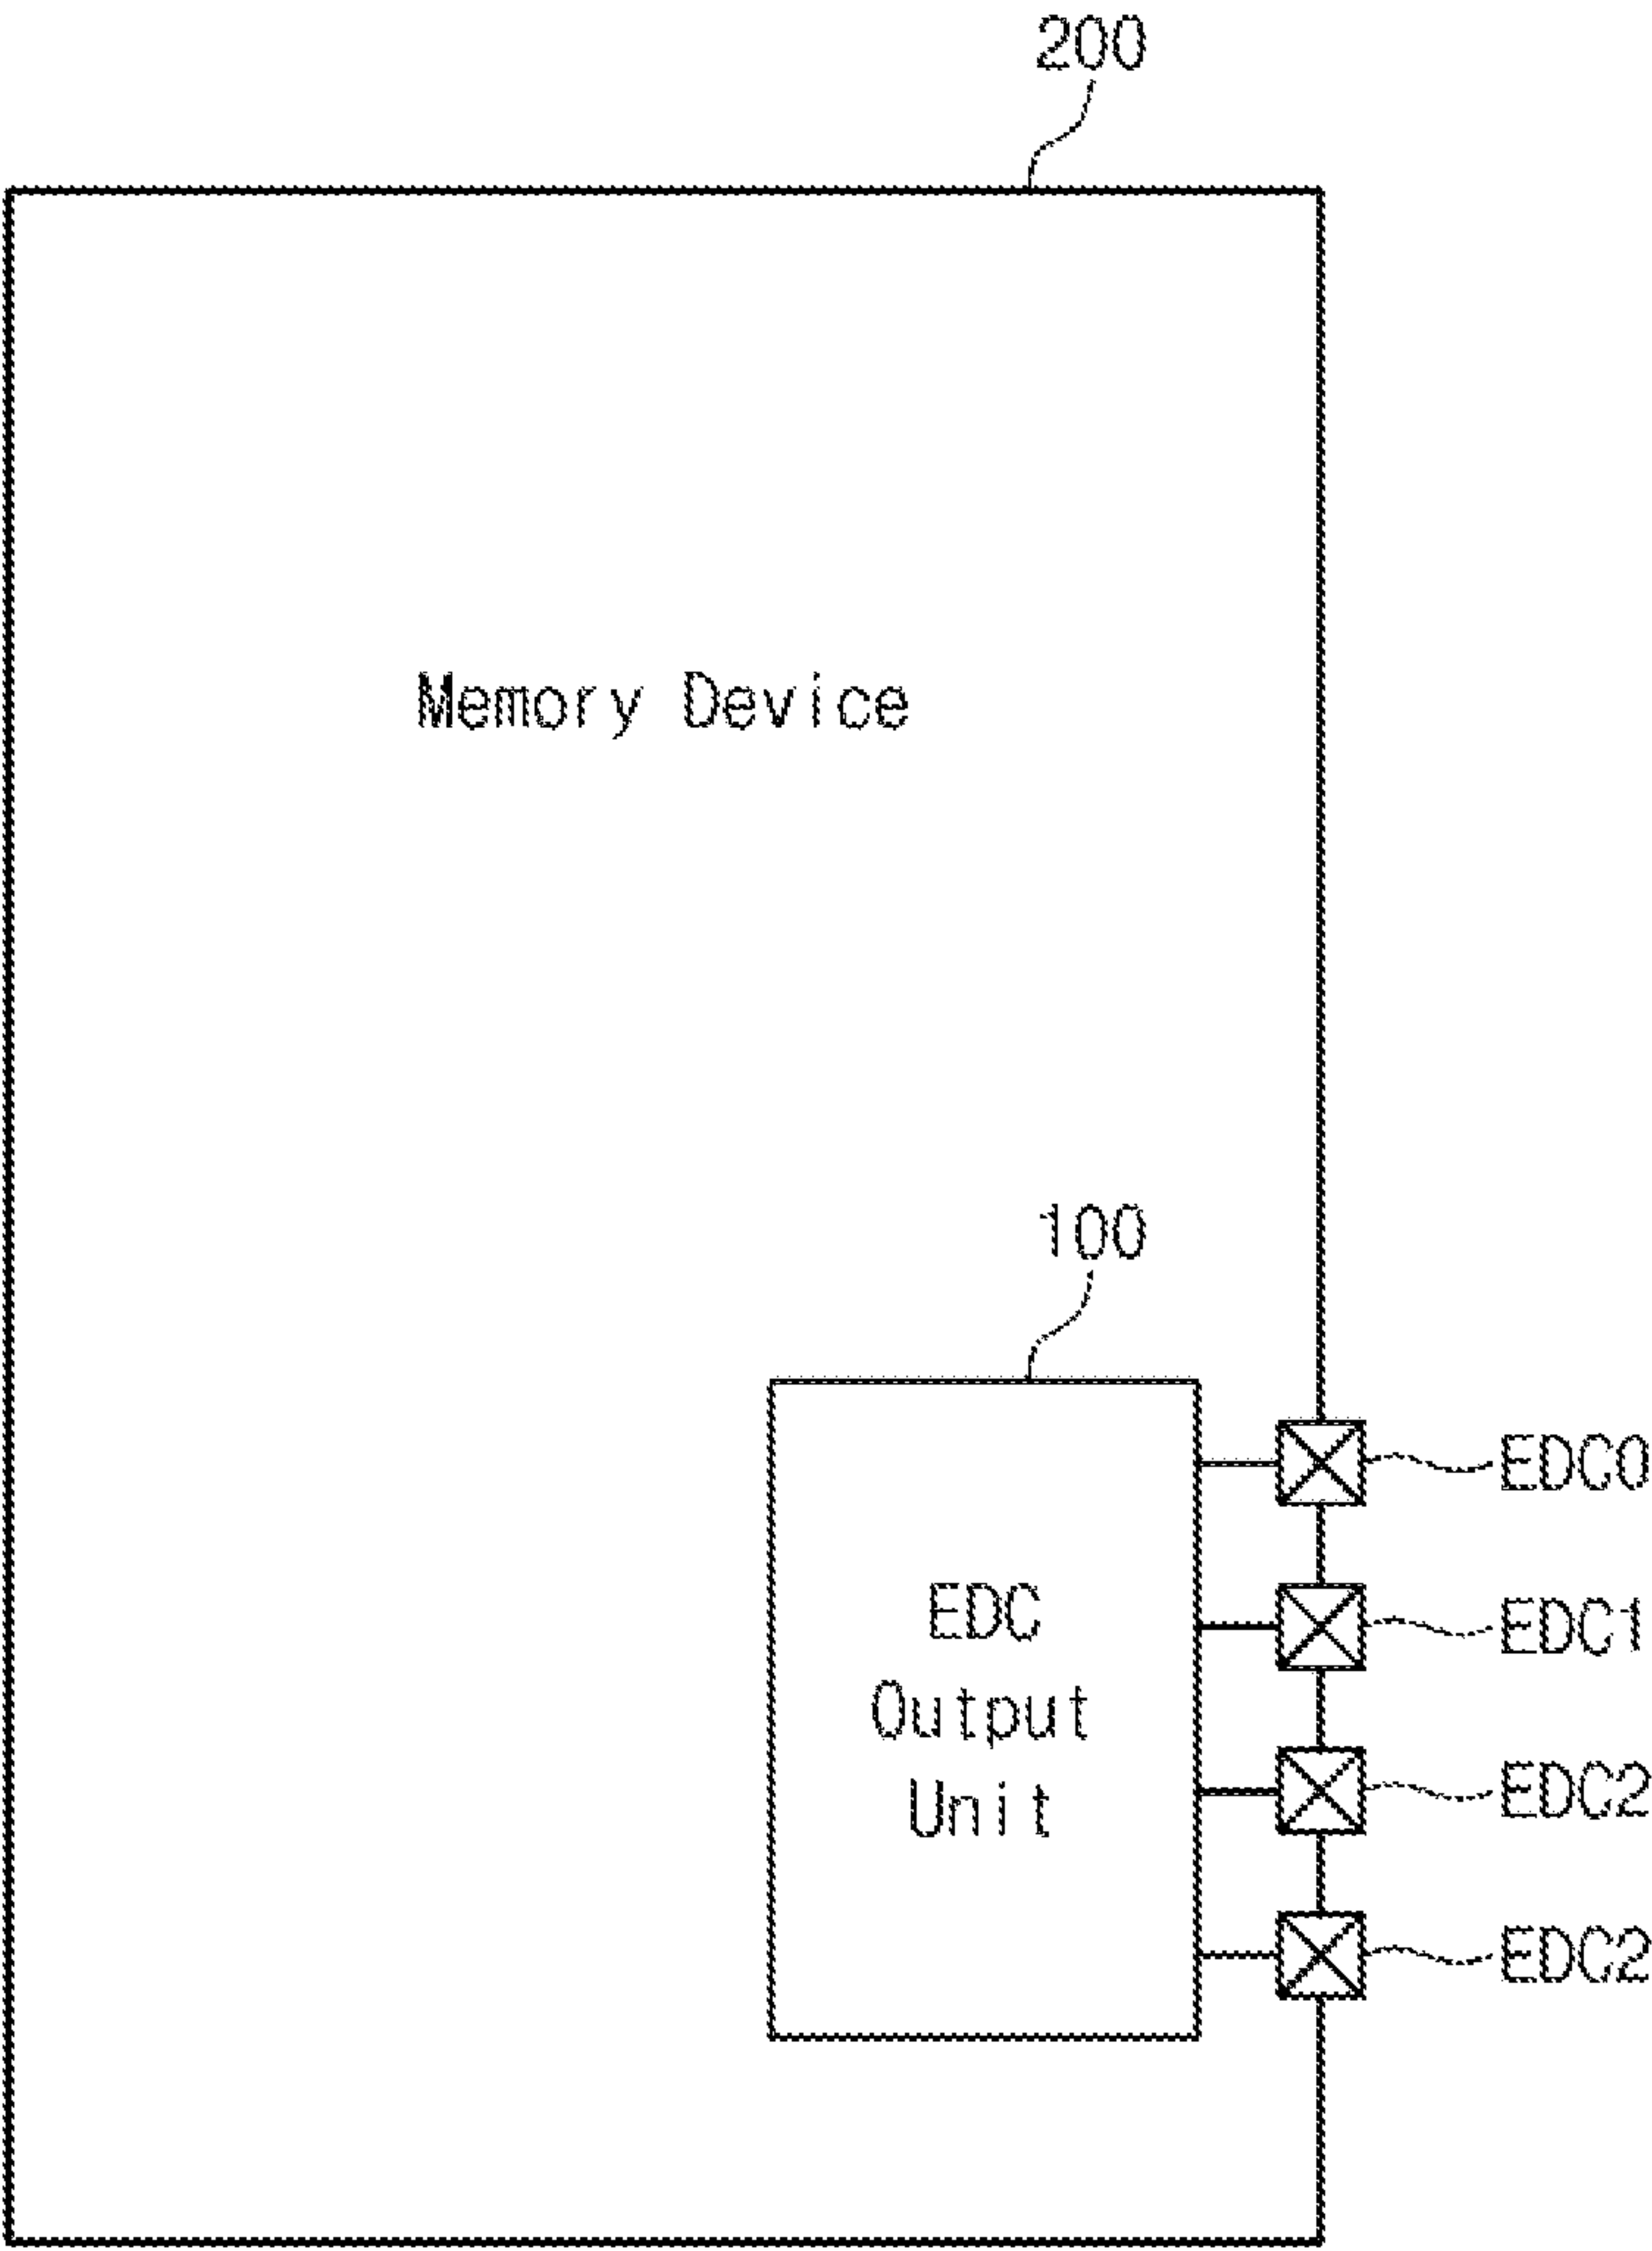 200
Memory Device
100
EDC0
EDC
Output
Unit
EDC1
EDC2
EDC2